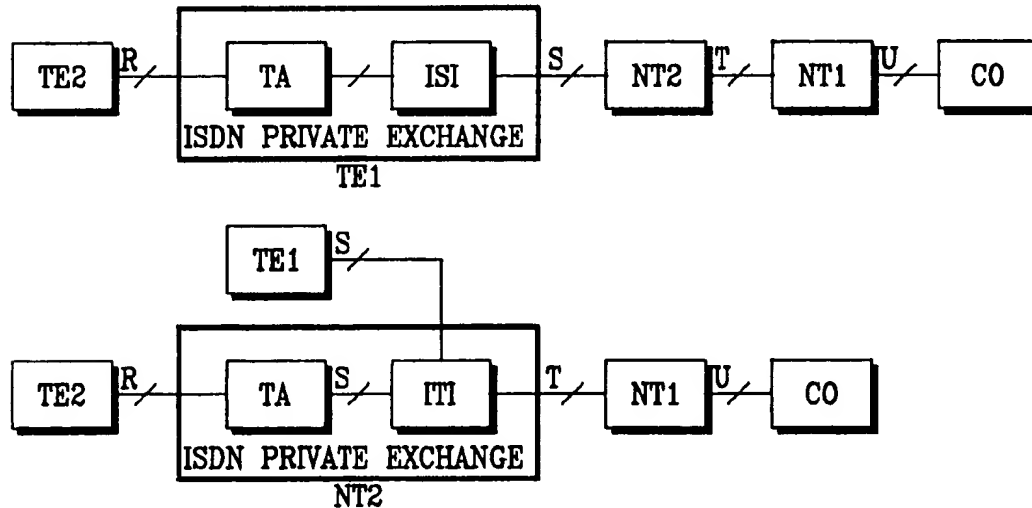 TE2 R TA ISI S NT2 T NT1 U CO
ISDN PRIVATE EXCHANGE
TE1
TE1 S
TE2 R TA S ITI T NT1 U CO
ISDN PRIVATE EXCHANGE
NT2